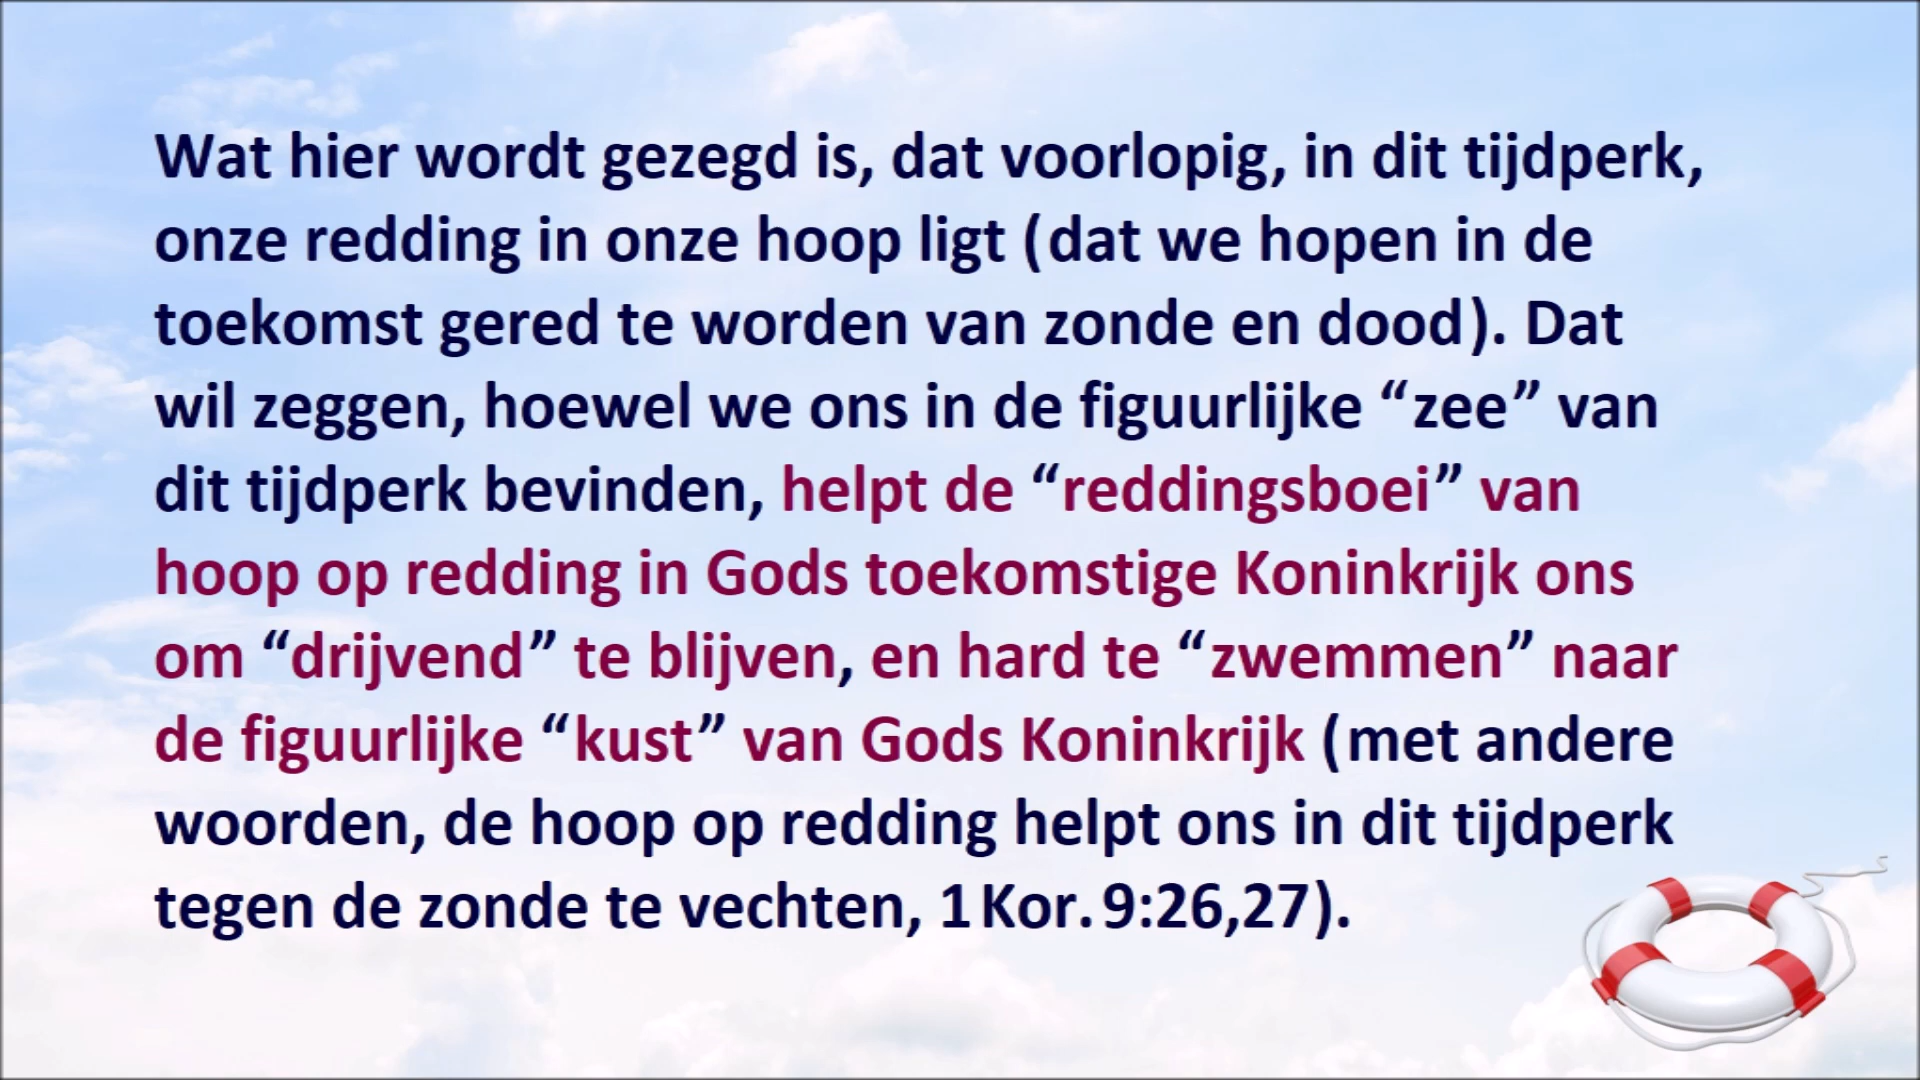 Wat hier wordt gezegd is, dat voorlopig, in dit tijdperk,
onze redding in onze hoop ligt (dat we hopen in de
toekomst gered te worden van zonde en dood). Dat
wil zeggen, hoewel we ons in de figuurlijke “zee” van
dit tijdperk bevinden, helpt de “reddingsboei” van
hoop op redding in Gods toekomstige Koninkrijk ons
om “drijvend” te blijven, en hard te “zwemmen” naar
de figuurlijke “kust” van Gods Koninkrijk (met andere
woorden, de hoop op redding helpt ons in dit tijdperk
tegen de zonde te vechten, 1 Kor. 9:26,27).